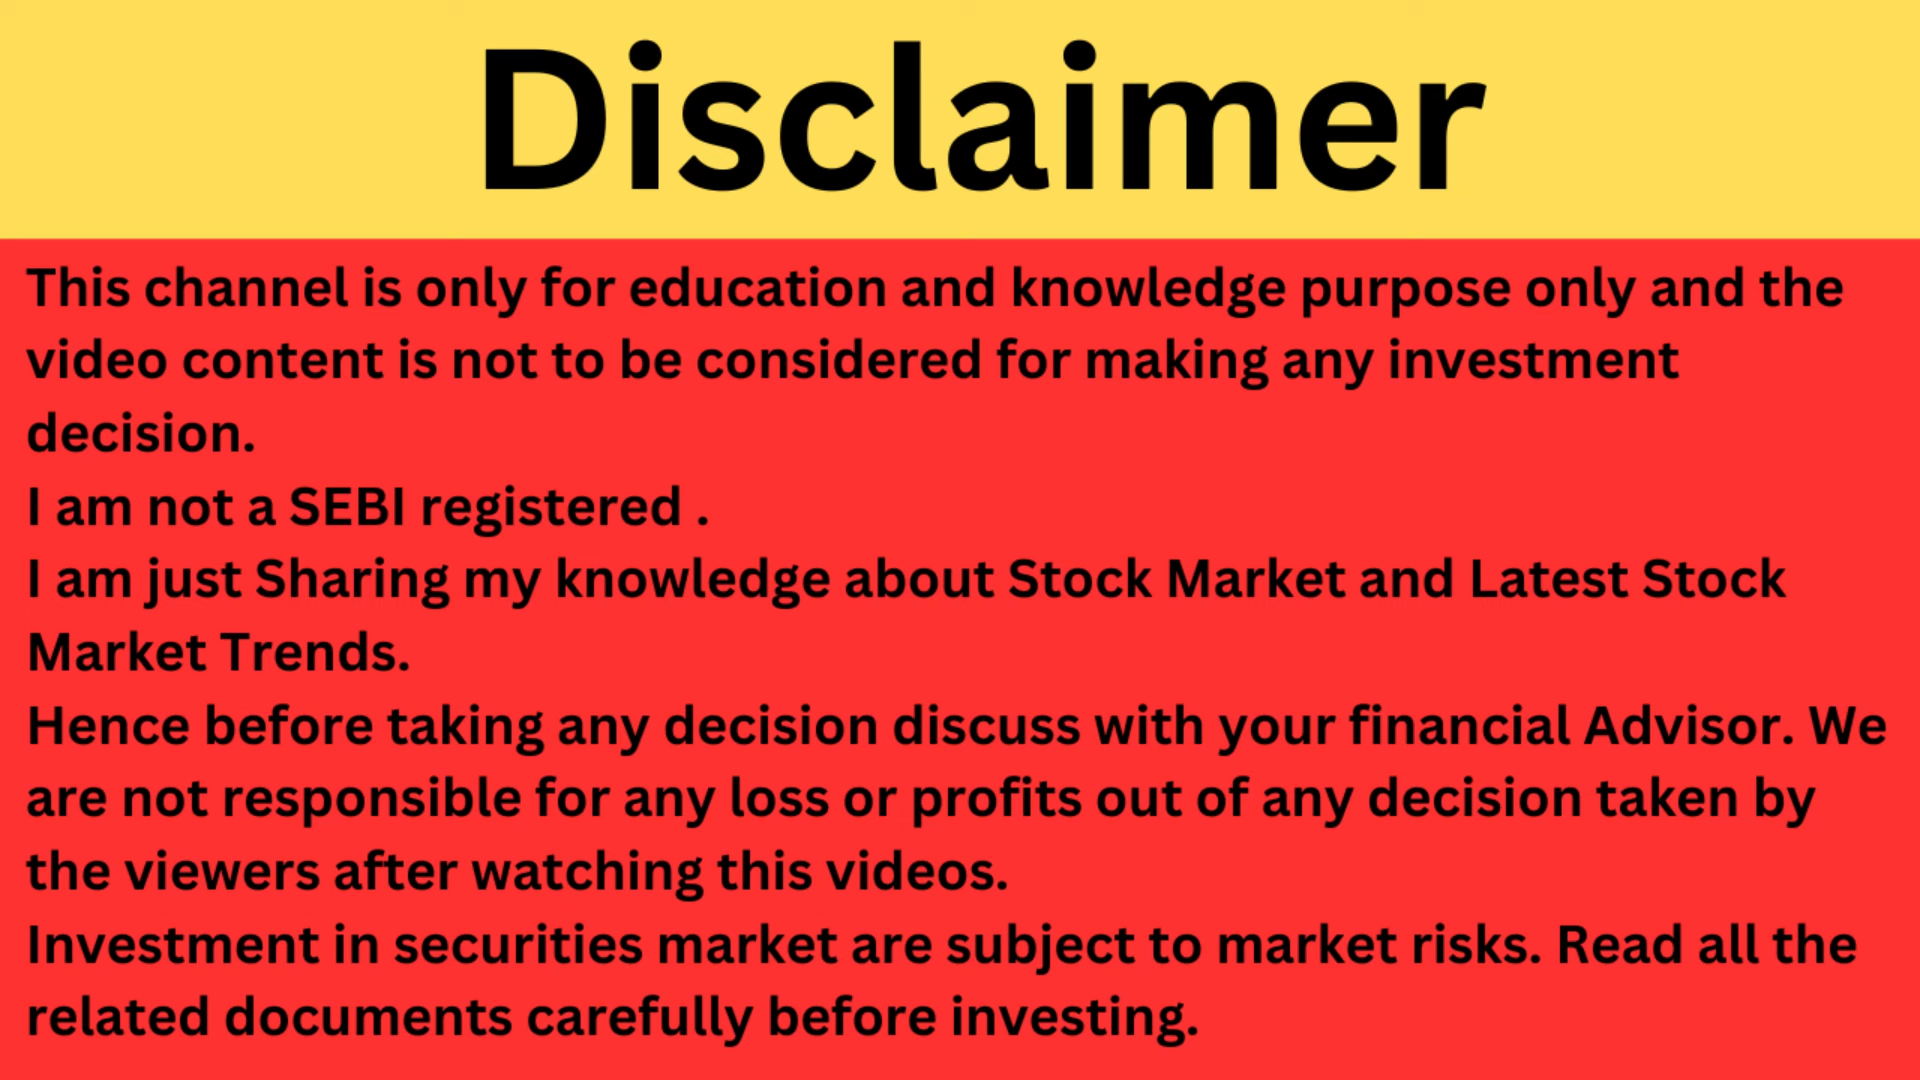 Disclaimer
This channel is only for education and knowledge purpose only and the
video content is not to be considered for making any investment
decision.
I am not a SEBI registered .
I am just Sharing my knowledge about Stock Market and Latest Stock
Market Trends.
Hence before taking any decision discuss with your financial Advisor. We
are not responsible for any loss or profits out of any decision taken by
the viewers after watching this videos.
Investment in securities market are subject to market risks. Read all the
related documents carefully before investing.